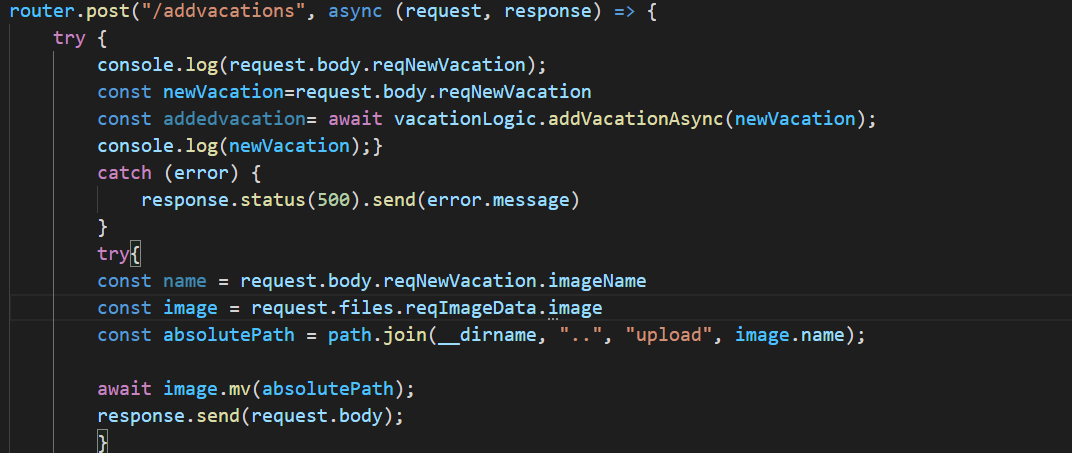 router.post("/addvacations", async (request, response) => {
    try {
        console.log(request.body.reqNewVacation);
        const newVacation=request.body.reqNewVacation
        const addedvacation= await vacationLogic.addVacationAsync(newVacation);
        console.log(newVacation);}
        catch (error) {
            response.status(500).send(error.message)
        }
        try{
        const name = request.body.reqNewVacation.imageName
        const image = request.files.reqImageData.image
        const absolutePath = path.join(__dirname, "..", "upload", image.name);

        await image.mv(absolutePath);
        response.send(request.body);
        }